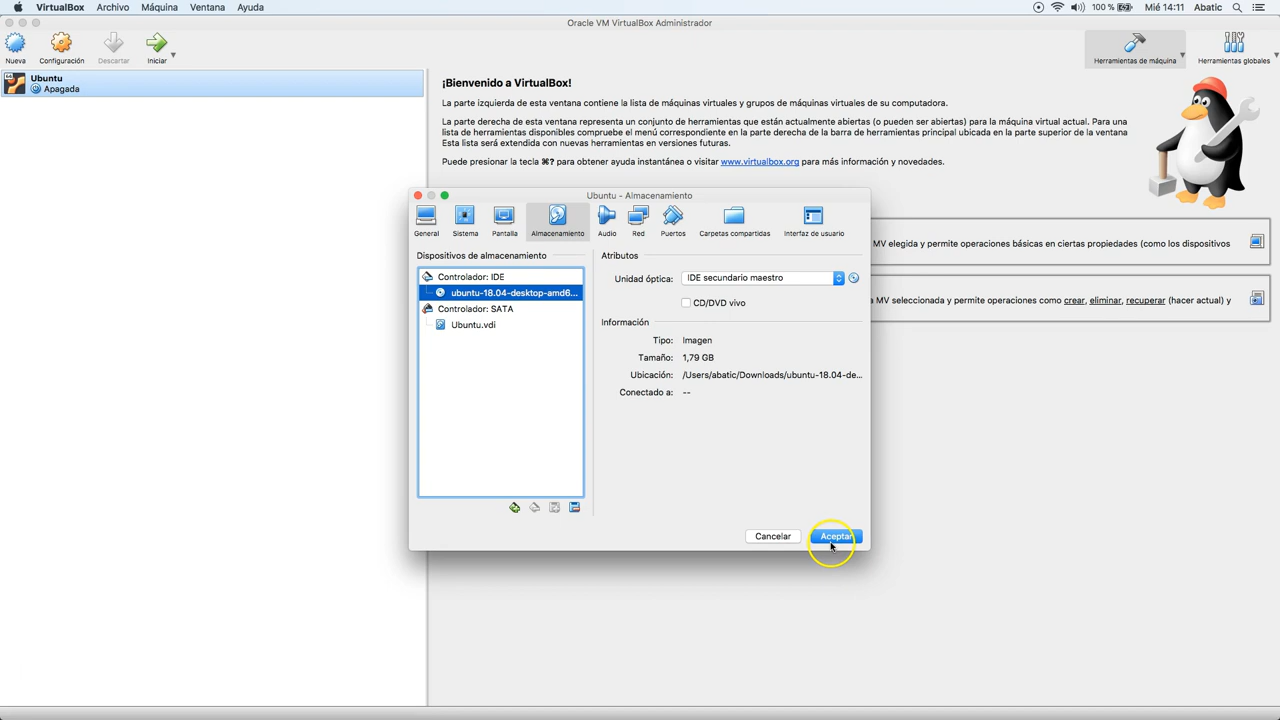 VirtualBox Archivo Máquina Ventana Ayuda 100 % Mié 14:11 Abatic
Oracle VM VirtualBox Administrador
Nueva Configuración Descartar Iniciar Herramientas de máquina Herramientas globales
Ubuntu
Apagada
¡Bienvenido a VirtualBox!
La parte izquierda de esta ventana contiene la lista de máquinas virtuales y grupos de máquinas virtuales de su computadora.
La parte derecha de esta ventana representa un conjunto de herramientas que están actualmente abiertas (o pueden ser abiertas) para la máquina virtual actual. Para una
lista de herramientas disponibles compruebe el menú correspondiente en la parte derecha de la barra de herramientas principal ubicada en la parte superior de la ventana
Esta lista será extendida con nuevas herramientas en versiones futuras.
Puede presionar la tecla ⌘? para obtener ayuda instantánea o visitar www.virtualbox.org para más información y novedades.
Ubuntu - Almacenamiento
General Sistema Pantalla Almacenamiento Audio Red Puertos Carpetas compartidas Interfaz de usuario
MV elegida y permite operaciones básicas en ciertas propiedades (como los dispositivos
MV seleccionada y permite operaciones como crear, eliminar, recuperar (hacer actual) y
Dispositivos de almacenamiento
Controlador: IDE
ubuntu-18.04-desktop-amd6...
Controlador: SATA
Ubuntu.vdi
Atributos
Unidad óptica: IDE secundario maestro
CD/DVD vivo
Información
Tipo: Imagen
Tamaño: 1,79 GB
Ubicación: /Users/abatic/Downloads/ubuntu-18.04-de...
Conectado a: --
Cancelar Aceptar